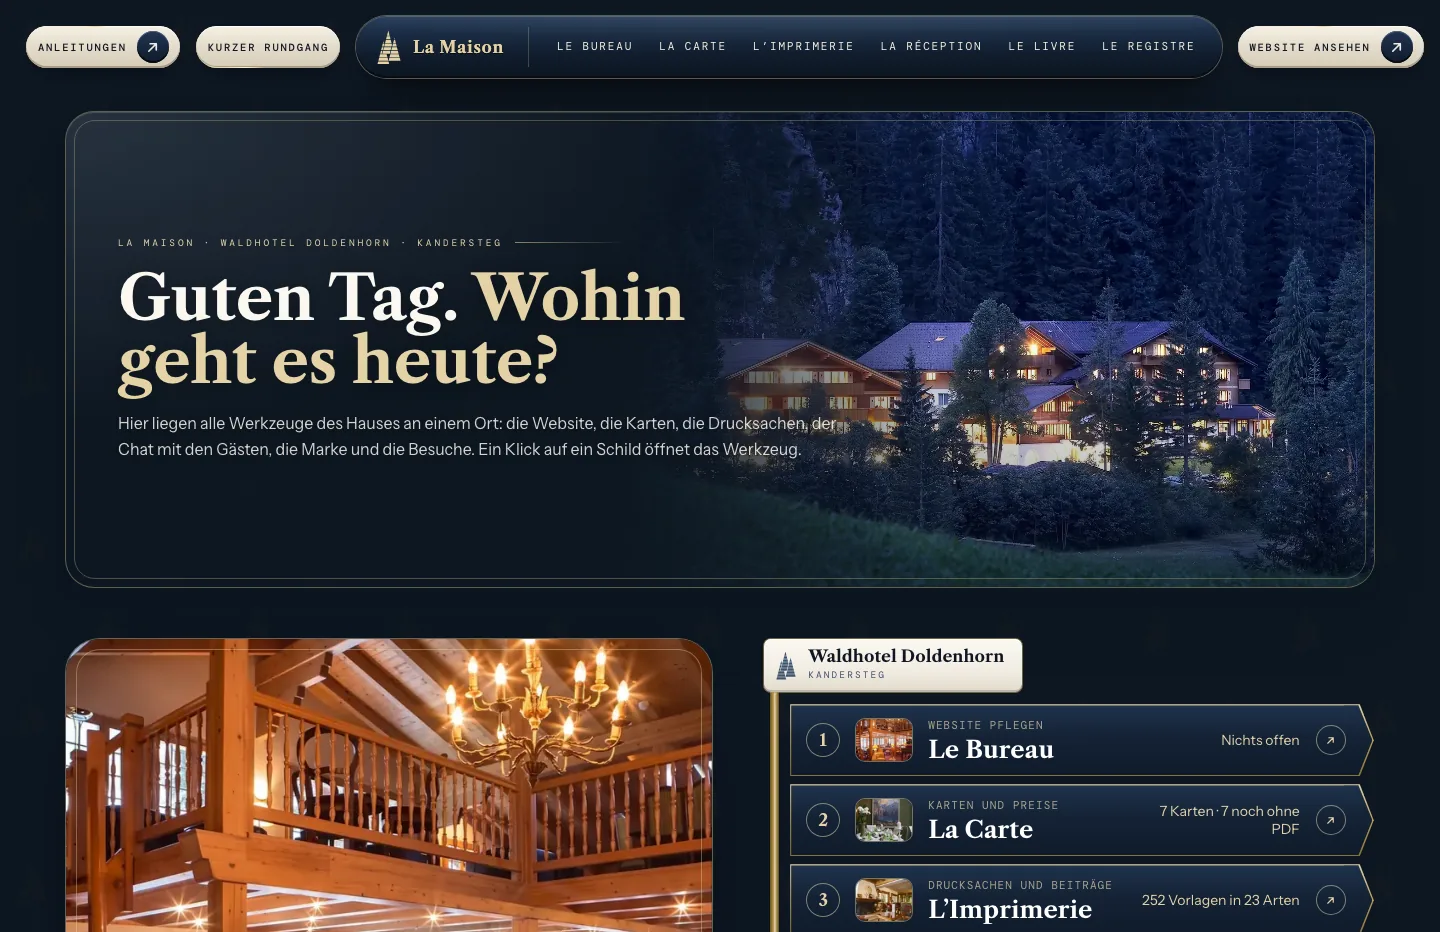 ANLEITUNGEN
KURZER RUNDGANG
La Maison
LE BUREAU
LA CARTE
L’IMPRIMERIE
LA RÉCEPTION
LE LIVRE
LE REGISTRE
WEBSITE ANSEHEN
LA MAISON · WALDHOTEL DOLDENHORN · KANDERSTEG
Guten Tag. Wohin
geht es heute?
Hier liegen alle Werkzeuge des Hauses an einem Ort: die Website, die Karten, die Drucksachen, der
Chat mit den Gästen, die Marke und die Besuche. Ein Klick auf ein Schild öffnet das Werkzeug.
Waldhotel Doldenhorn
KANDERSTEG
1
WEBSITE PFLEGEN
Le Bureau
Nichts offen
2
KARTEN UND PREISE
La Carte
7 Karten · 7 noch ohne
PDF
3
DRUCKSACHEN UND BEITRÄGE
L’Imprimerie
252 Vorlagen in 23 Arten